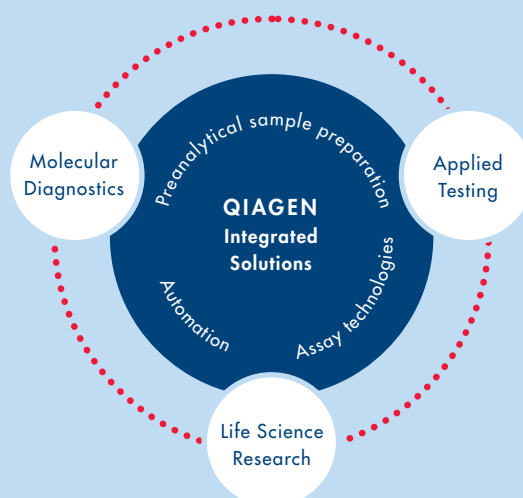 Preanalytical sample preparation
Molecular
Diagnostics
Applied
Testing
QIAGEN
Integrated
Solutions
Automation
Assay technologies
Life Science
Research